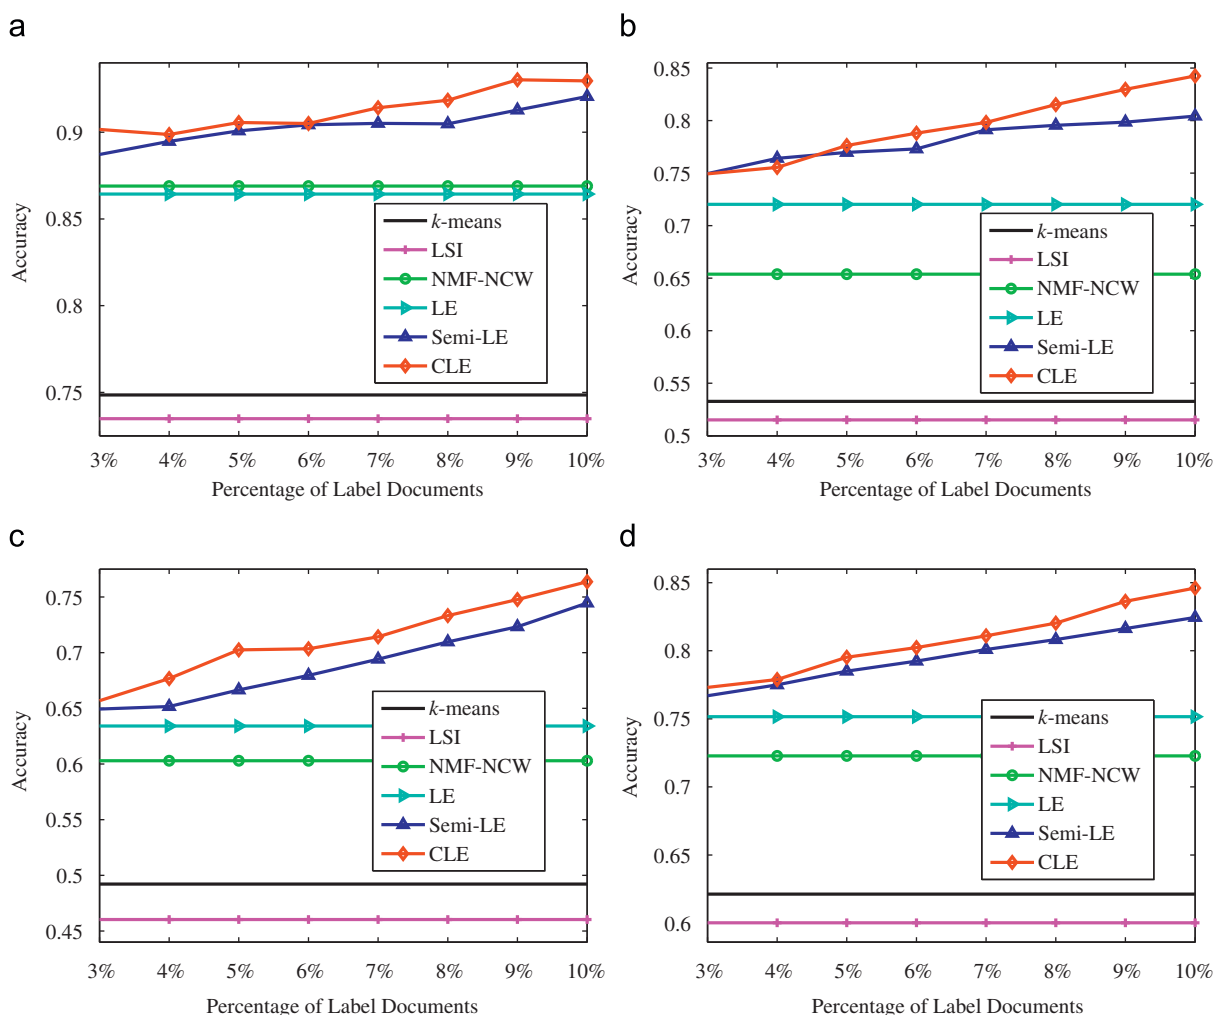 a
0.9
0.85
0.8
0.75
Accuracy
k-means
LSI
NMF-NCW
LE
Semi-LE
CLE
3% 4% 5% 6% 7% 8% 9% 10%
Percentage of Label Documents
b
0.85
0.8
0.75
0.7
0.65
0.6
0.55
0.5
Accuracy
k-means
LSI
NMF-NCW
LE
Semi-LE
CLE
3% 4% 5% 6% 7% 8% 9% 10%
Percentage of Label Documents
c
0.75
0.7
0.65
0.6
0.55
0.5
0.45
Accuracy
k-means
LSI
NMF-NCW
LE
Semi-LE
CLE
3% 4% 5% 6% 7% 8% 9% 10%
Percentage of Label Documents
d
0.85
0.8
0.75
0.7
0.65
0.6
Accuracy
k-means
LSI
NMF-NCW
LE
Semi-LE
CLE
3% 4% 5% 6% 7% 8% 9% 10%
Percentage of Label Documents